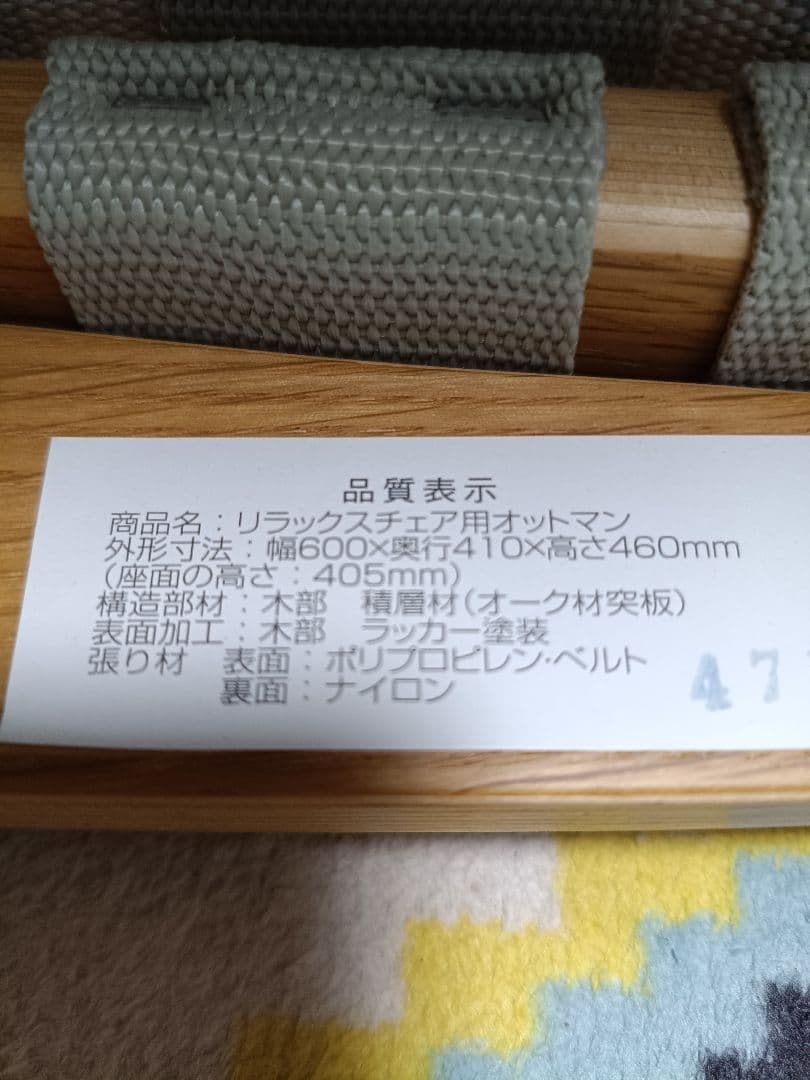 品質表示
商品名：リラックスチェア用オットマン
外形寸法：幅600×奥行410×高さ460mm
(座面の高さ：405mm)
構造部材：木部　積層材(オーク材突板)
表面加工：木部　ラッカー塗装
張り材　表面：ポリプロピレン・ベルト
裏面：ナイロン
47